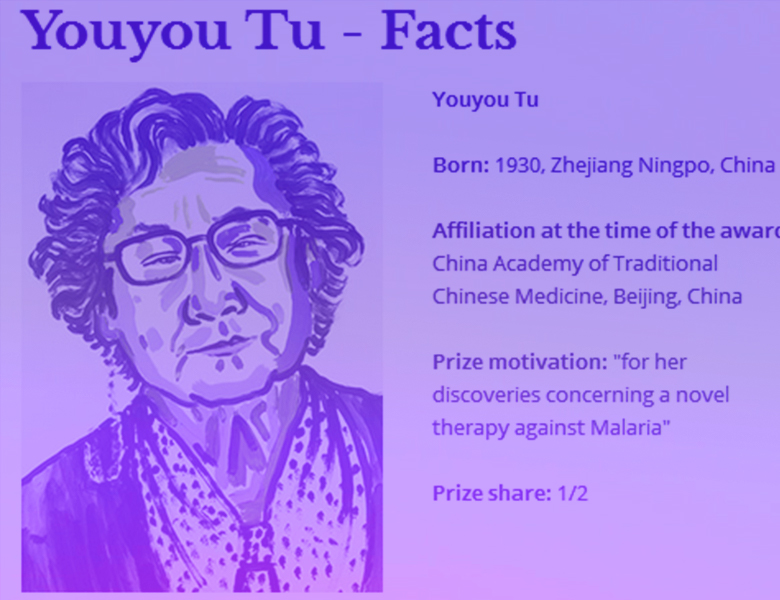 Youyou Tu - Facts
Youyou Tu
Born: 1930, Zhejiang Ningpo, China
Affiliation at the time of the awar
China Academy of Traditional
Chinese Medicine, Beijing, China
Prize motivation: "for her
discoveries concerning a novel
therapy against Malaria"
Prize share: 1/2